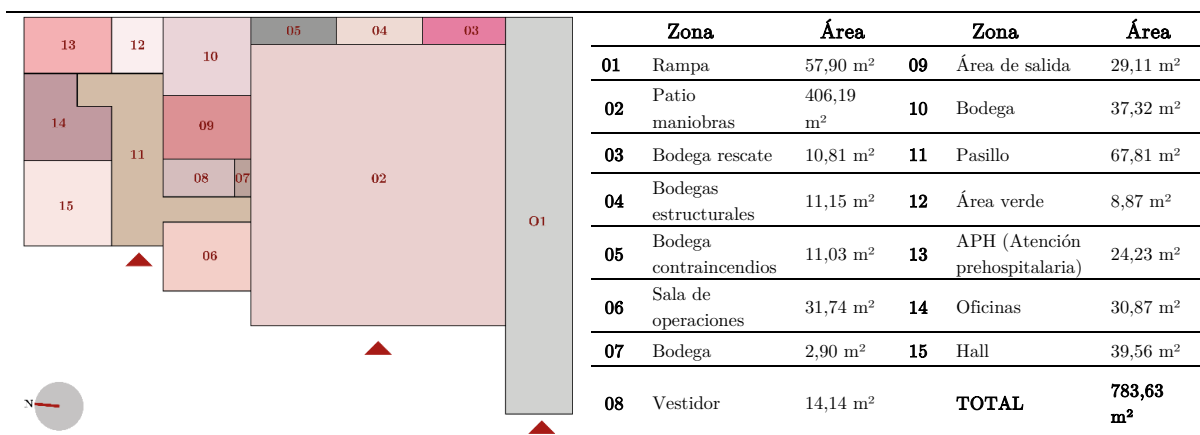 05 04 03
13 12
10
09
14
11
08 07
02
15
O1
06
N
Zona Área Zona Área
01 Rampa 57,90 m² 09 Área de salida 29,11 m²
02 Patio maniobras 406,19 m² 10 Bodega 37,32 m²
03 Bodega rescate 10,81 m² 11 Pasillo 67,81 m²
04 Bodegas estructurales 11,15 m² 12 Área verde 8,87 m²
05 Bodega contraincendios 11,03 m² 13 APH (Atención prehospitalaria) 24,23 m²
06 Sala de operaciones 31,74 m² 14 Oficinas 30,87 m²
07 Bodega 2,90 m² 15 Hall 39,56 m²
08 Vestidor 14,14 m² TOTAL 783,63 m²